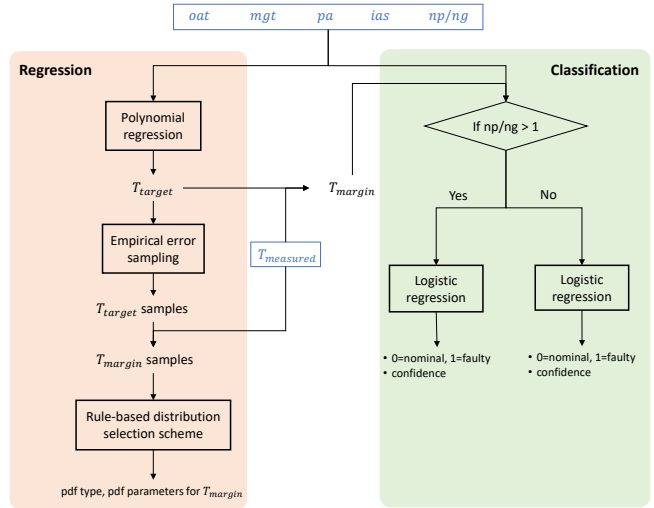 oat mgt pa ias np/ng
Regression
Polynomial
regression
T_target
Empirical error
sampling
T_target samples
T_margin samples
Rule-based distribution
selection scheme
pdf type, pdf parameters for T_margin
T_measured
T_margin
Classification
If np/ng > 1
Yes
No
Logistic
regression
• 0=nominal, 1=faulty
• confidence
Logistic
regression
• 0=nominal, 1=faulty
• confidence